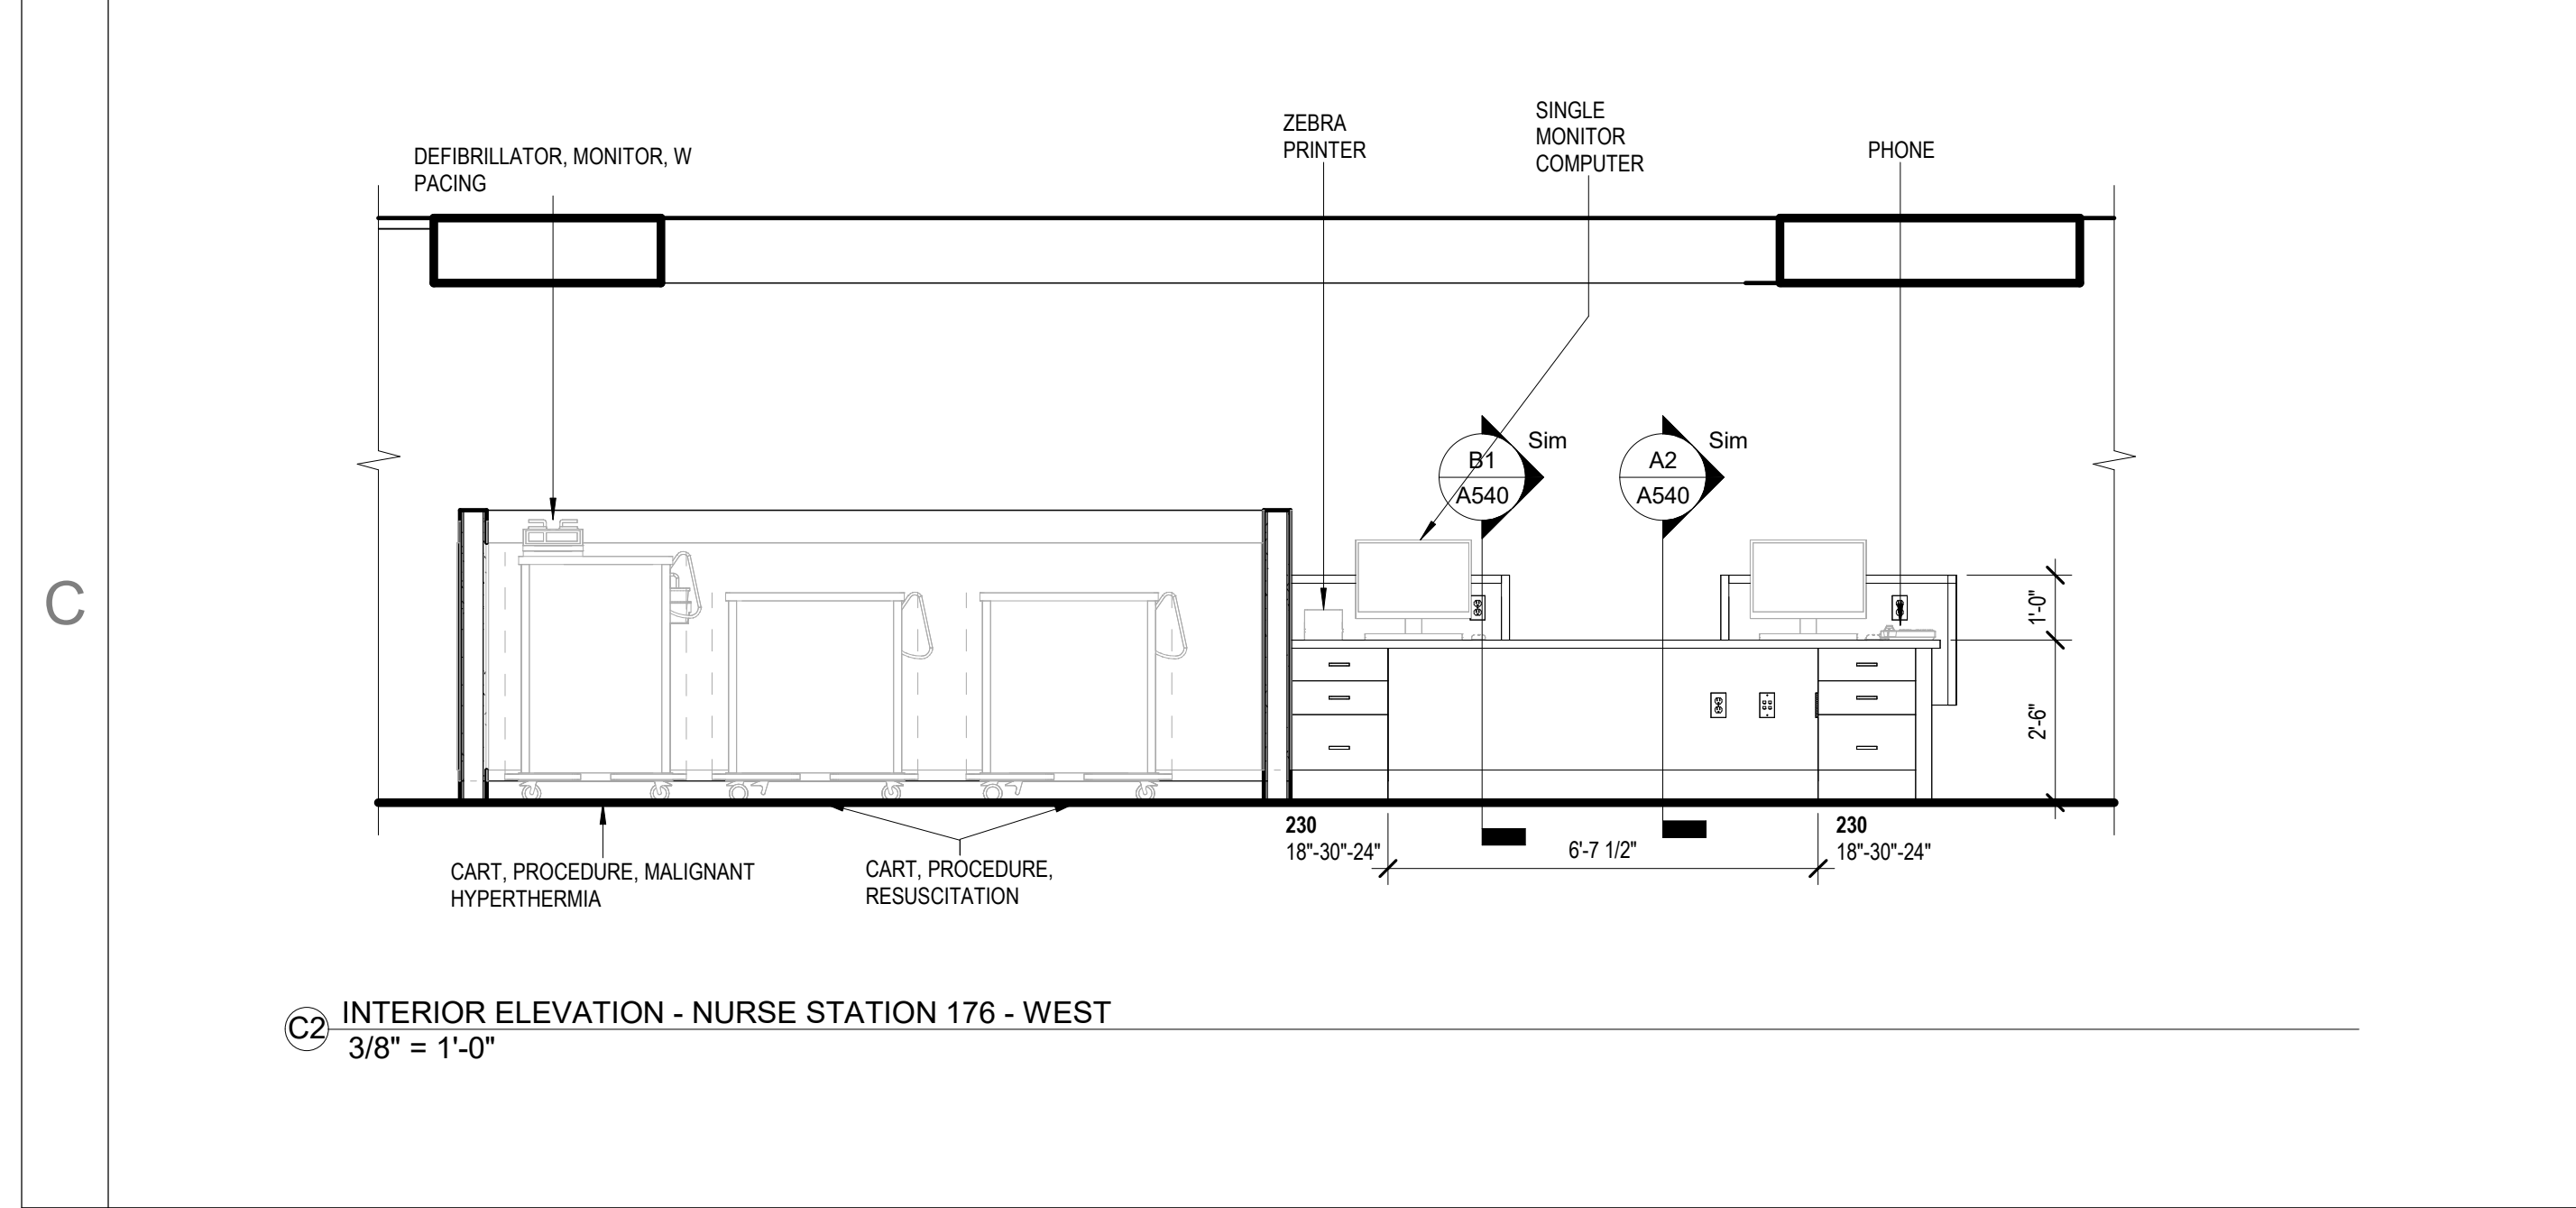 ZEBRA
PRINTER
SINGLE
MONITOR
COMPUTER
PHONE
DEFIBRILLATOR, MONITOR, W
PACING
B1
A540
Sim
A2
A540
Sim
C
1'-0"
2'-6"
230
18"-30"-24"
6'-7 1/2"
230
18"-30"-24"
CART, PROCEDURE, MALIGNANT
HYPERTHERMIA
CART, PROCEDURE,
RESUSCITATION
C2
INTERIOR ELEVATION - NURSE STATION 176 - WEST
3/8" = 1'-0"